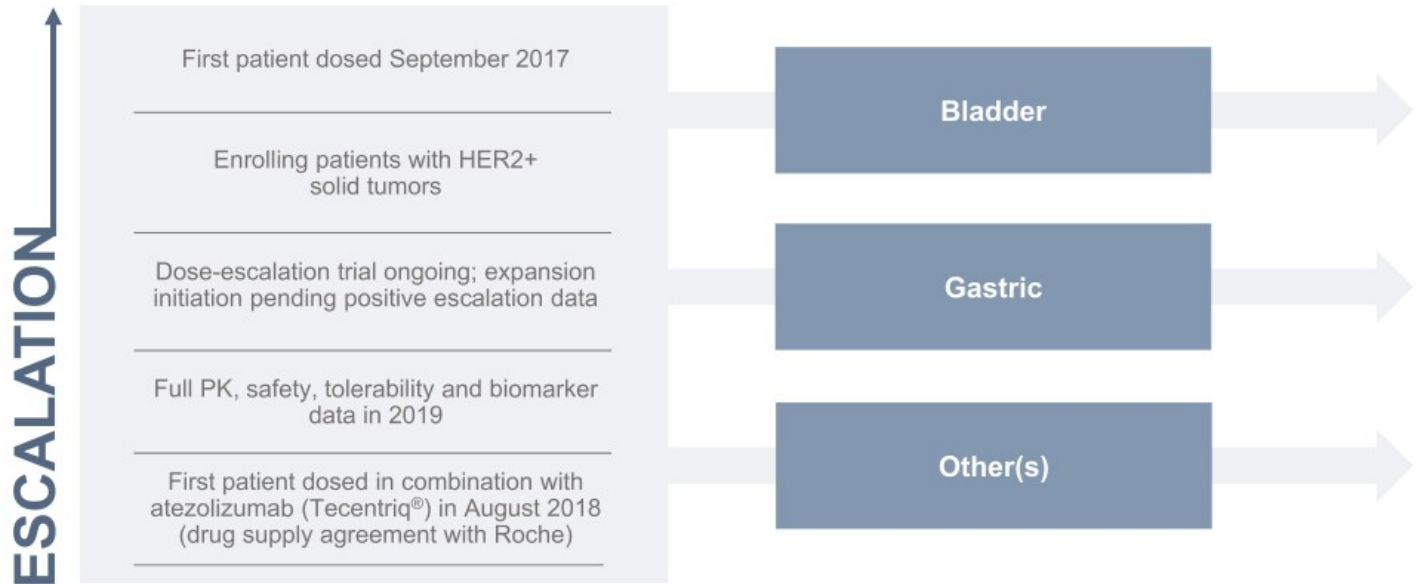 ESCALATION
First patient dosed September 2017
Enrolling patients with HER2+
solid tumors
Dose-escalation trial ongoing; expansion
initiation pending positive escalation data
Full PK, safety, tolerability and biomarker
data in 2019
First patient dosed in combination with
atezolizumab (Tecentriq®) in August 2018
(drug supply agreement with Roche)
Bladder
Gastric
Other(s)